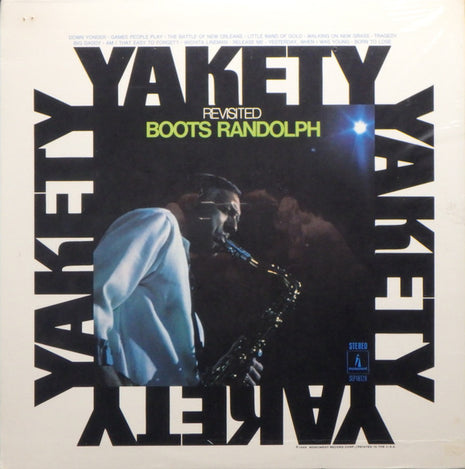 DOWN YONDER • GAMES PEOPLE PLAY • THE BATTLE OF NEW ORLEANS • LITTLE BAND OF GOLD • WALKING ON NEW GRASS • TRAGEDY
BIG DADDY • AM I THAT EASY TO FORGET? • WICHITA LINEMAN • RELEASE ME • YESTERDAY, WHEN I WAS YOUNG • BORN TO LOSE
YAKETY
REVISITED
BOOTS RANDOLPH
YAKETY
YAKETY
STEREO
YAKETY